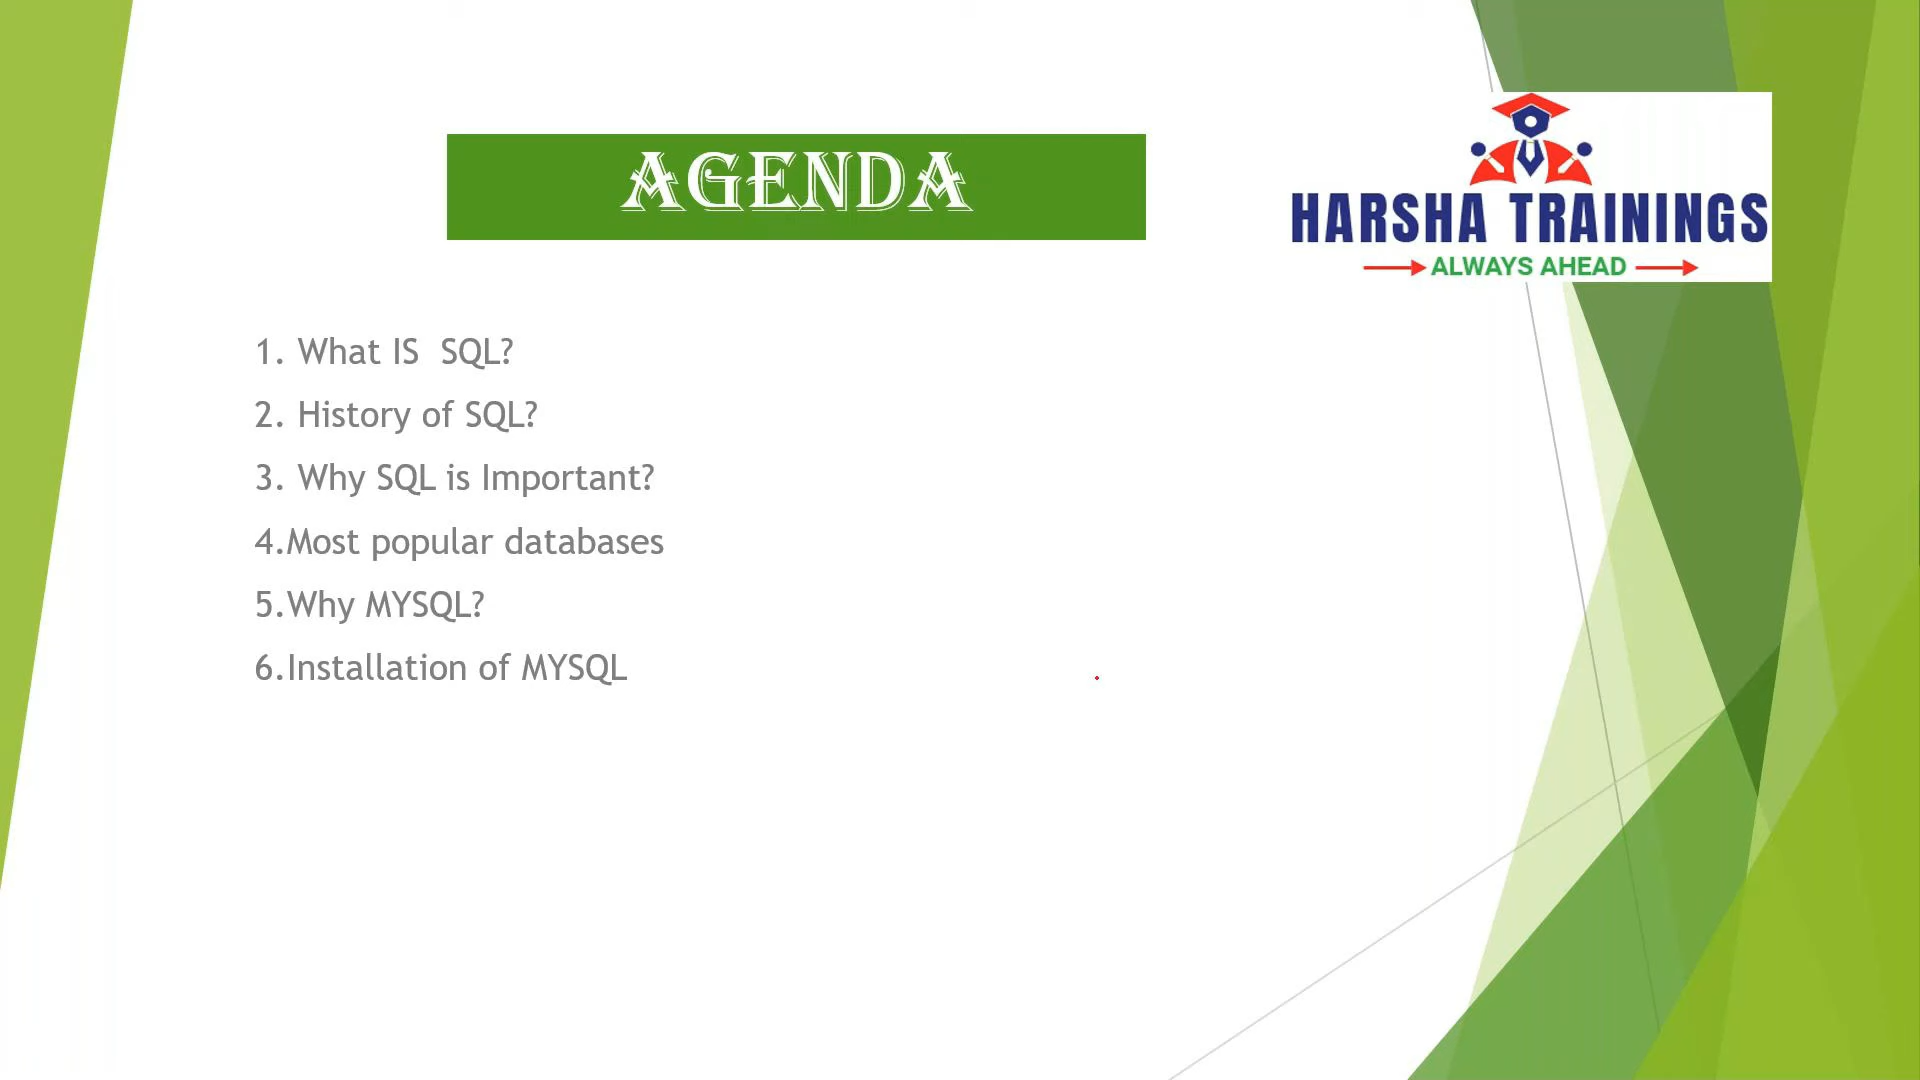 AGENDA
HARSHA TRAININGS
ALWAYS AHEAD
1. What IS  SQL?
2. History of SQL?
3. Why SQL is Important?
4.Most popular databases
5.Why MYSQL?
6.Installation of MYSQL